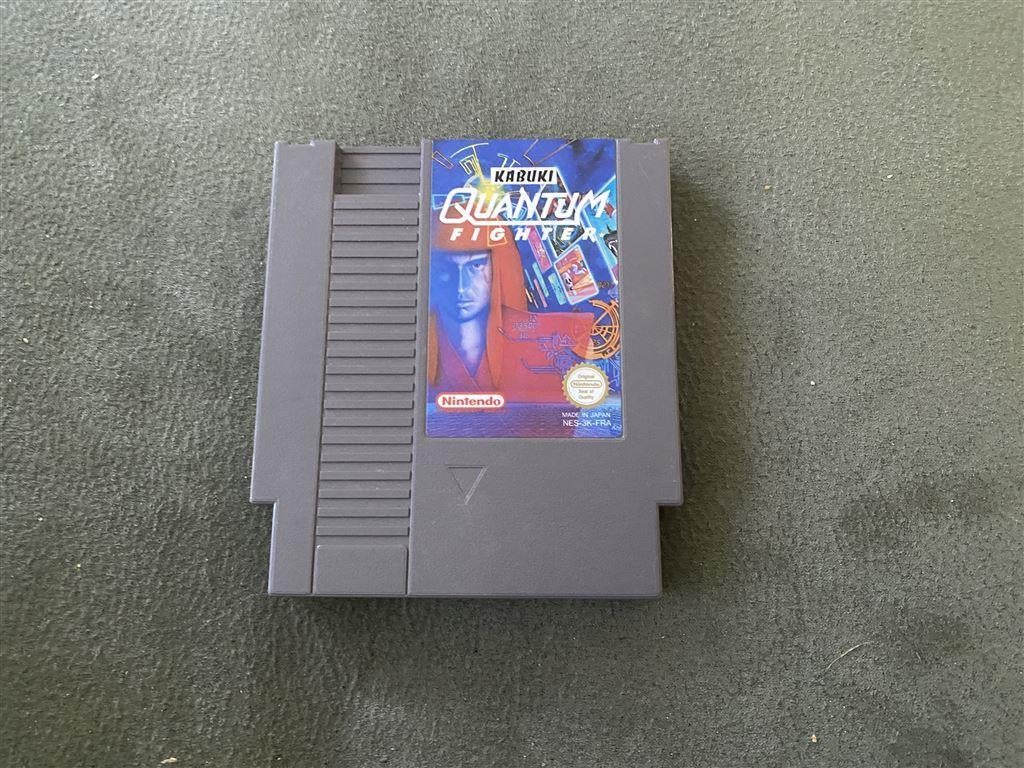 KABUKI
QUANTUM
FIGHTER
Nintendo
Original
Nintendo
Seal of
Quality
MADE IN JAPAN
NES-3K-FRA